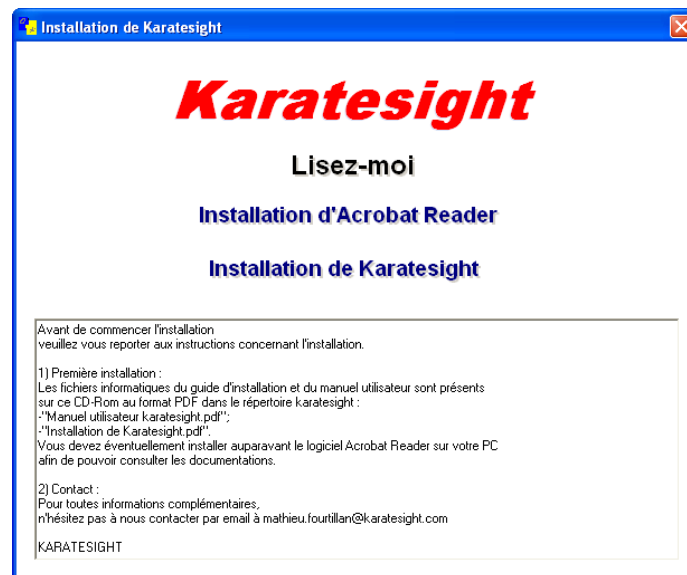 Installation de Karatesight
Karatesight
Lisez-moi
Installation d'Acrobat Reader
Installation de Karatesight
Avant de commencer l'installation
veuillez vous reporter aux instructions concernant l'installation.
1) Première installation :
Les fichiers informatiques du guide d'installation et du manuel utilisateur sont présents
sur ce CD-Rom au format PDF dans le répertoire karatesight :
-"Manuel utilisateur karatesight.pdf";
-"Installation de Karatesight.pdf".
Vous devez éventuellement installer auparavant le logiciel Acrobat Reader sur votre PC
afin de pouvoir consulter les documentations.
2) Contact :
Pour toutes informations complémentaires,
n'hésitez pas à nous contacter par email à mathieu.fourtillan@karatesight.com
KARATESIGHT